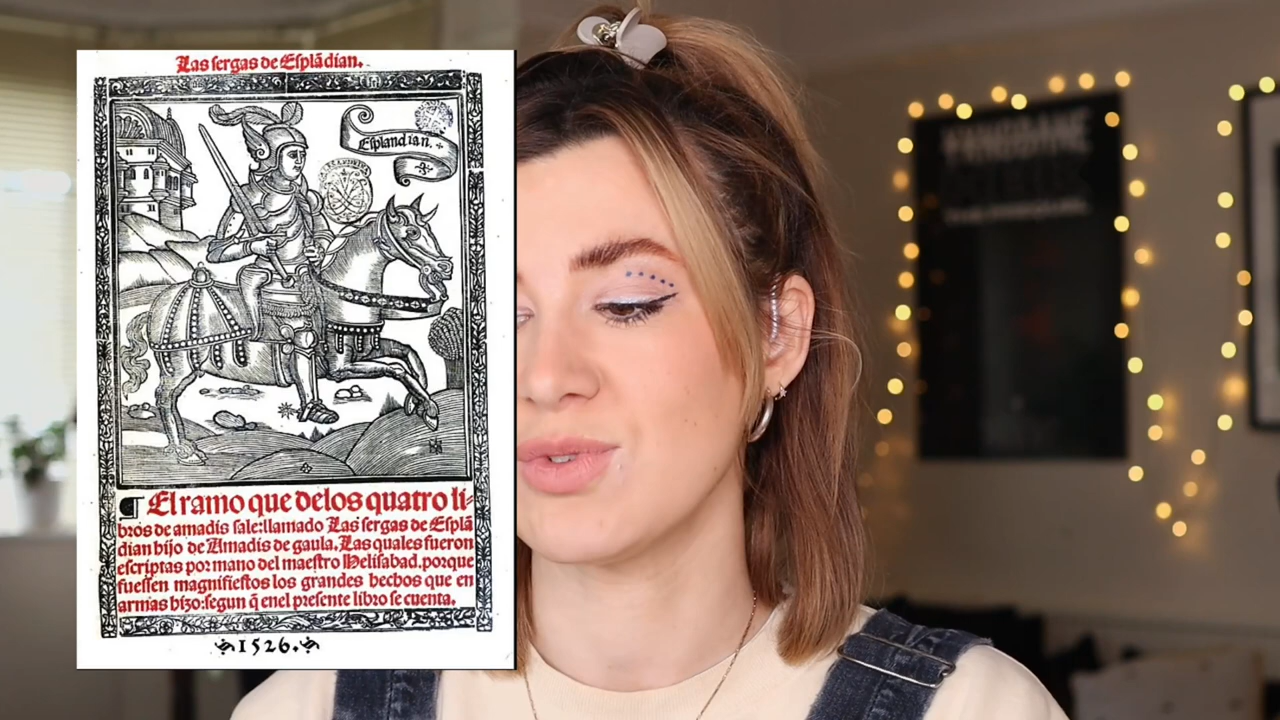 Las sergas de Esplãdian.
Esplandian.
¶ El ramo que delos quatro li-
bros de amadis sale: llamado Las sergas de Esplã
dian hijo de Amadis de gaula. Las quales fueron
escriptas por mano del maestro Helisabad. porque
fuessen magnifiestos los grandes hechos que en
armas hizo: segun q̃ enel presente libro se cuenta.
1526.